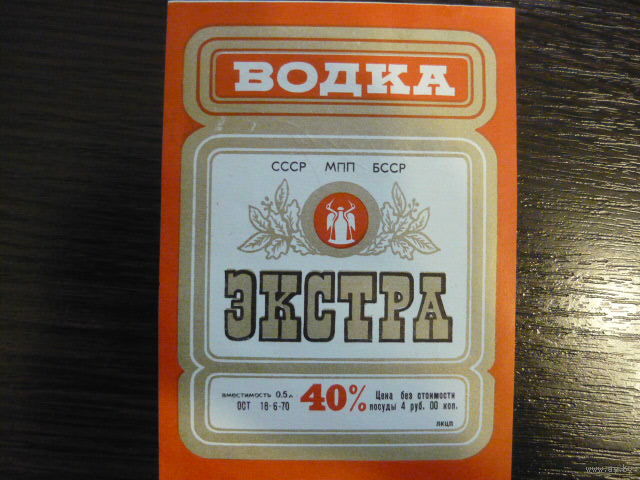 ВОДКА
СССР МПП БССР
ЭКСТРА
вместимость 0.5л
ОСТ 18-6-70
40%
Цена без стоимости
посуды 4 руб. 00 коп.
ЛКЦП